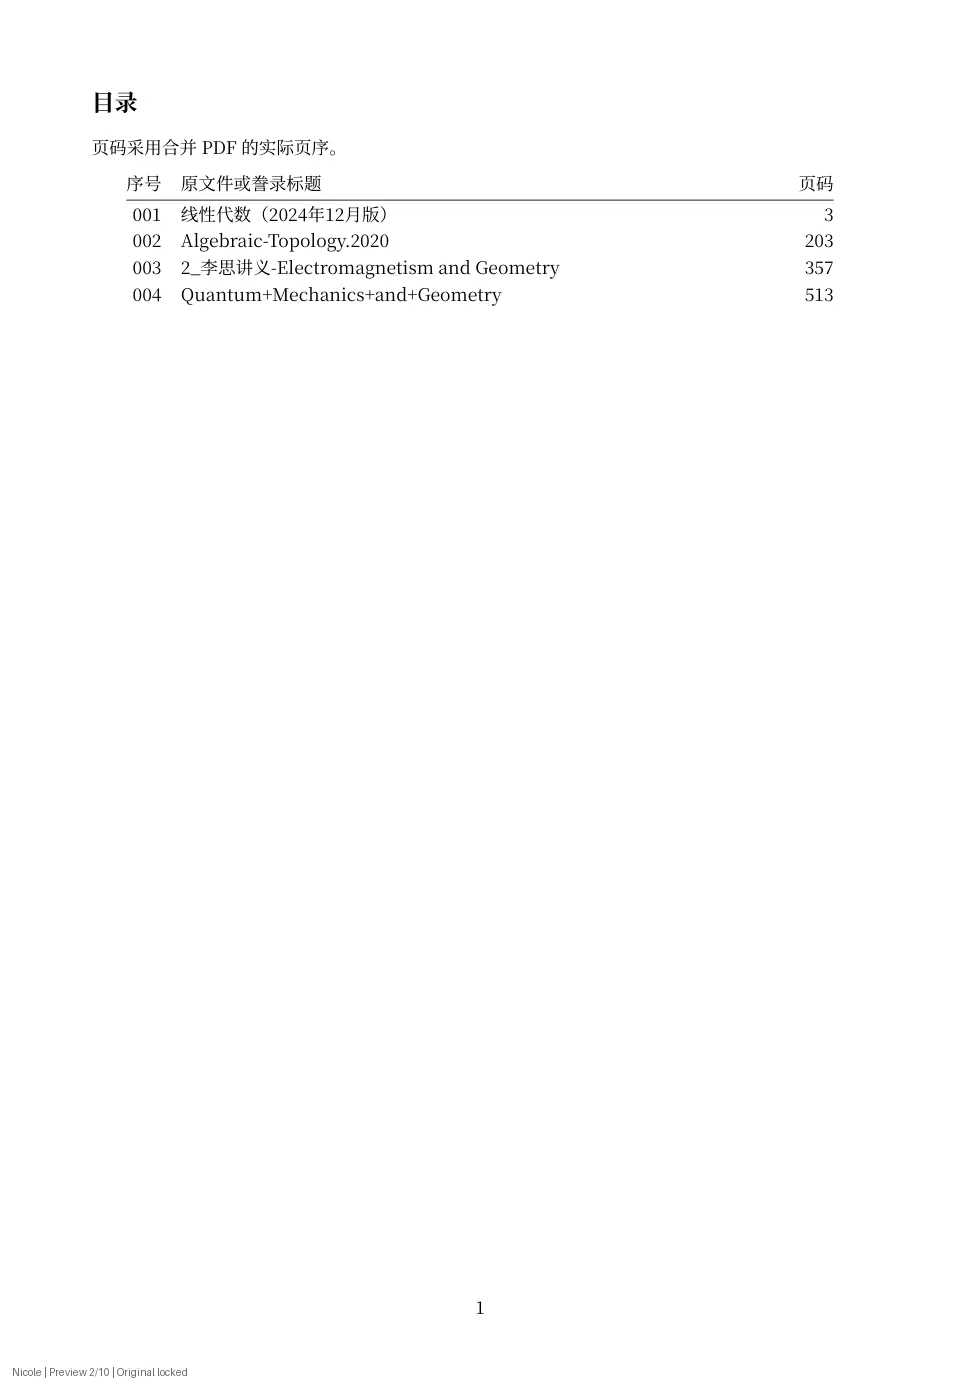 目录
页码采用合并 PDF 的实际页序。
序号 原文件或誊录标题 页码
001 线性代数（2024年12月版） 3
002 Algebraic-Topology.2020 203
003 2_李思讲义-Electromagnetism and Geometry 357
004 Quantum+Mechanics+and+Geometry 513
1
Nicole | Preview 2/10 | Original locked